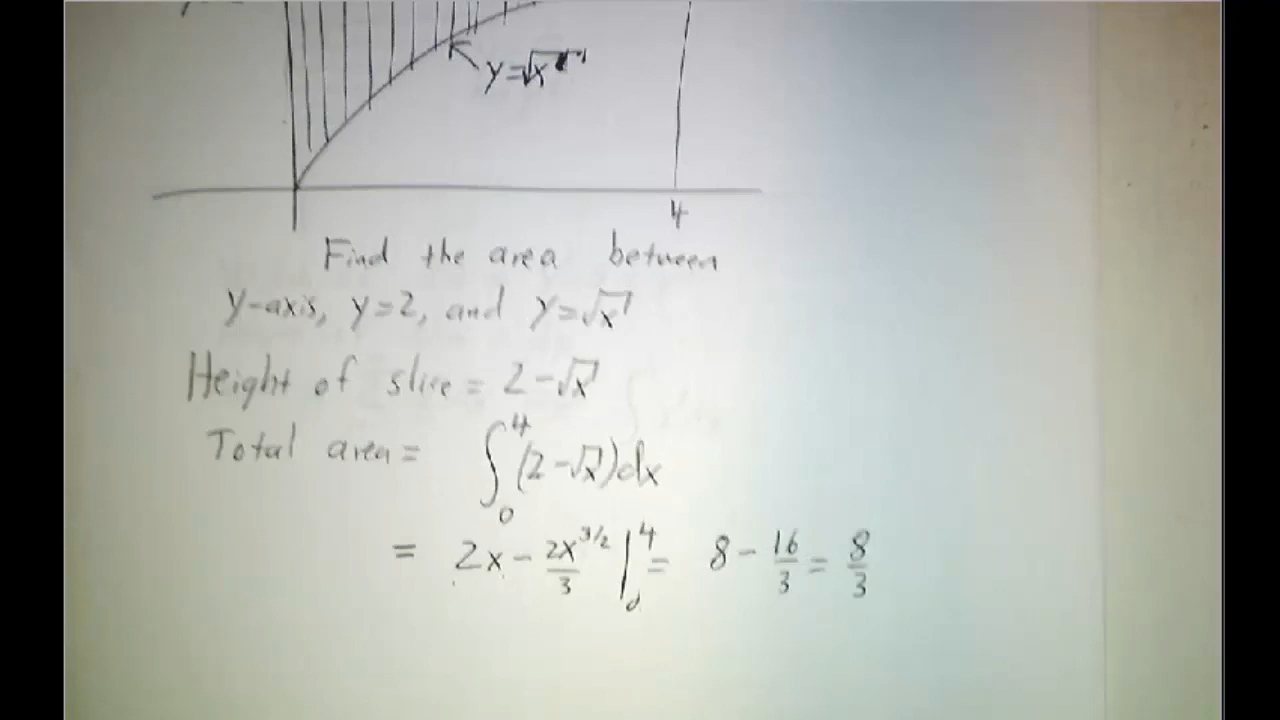 y=√x
4
Find the area between
y-axis, y=2, and y=√x
Height of slice = 2-√x
Total area = ∫₀⁴ (2-√x)dx
= 2x - 2x^3/2/3 |₀⁴ = 8 - 16/3 = 8/3